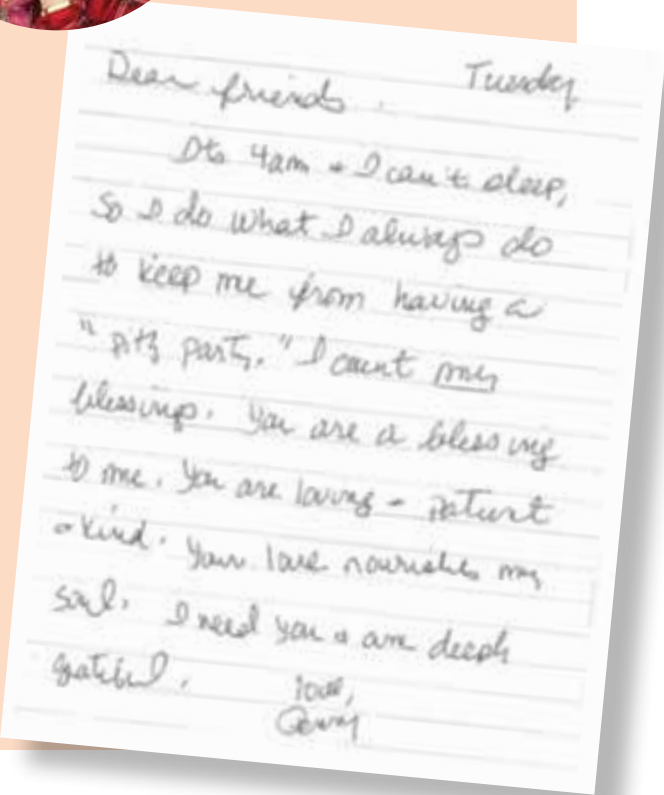 Tuesday
Dear friends.
Its 4am + I can't sleep,
So I do what I always do
to keep me from having a
"pity party." I count my
blessings. You are a blessing
to me. You are loving - patient
+ kind. Your love nourishes my
soul. I need you + am deeply
grateful.
love,